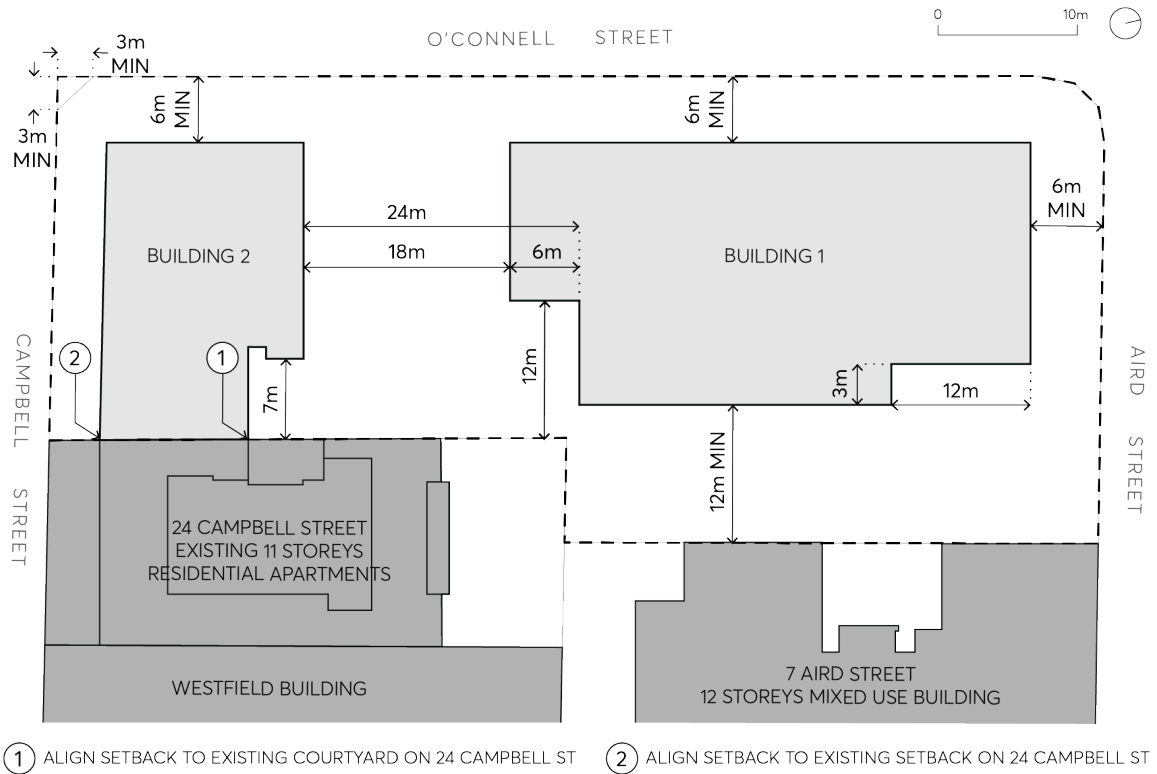 0 10m
O'CONNELL STREET
3m
MIN
6m
MIN
6m
MIN
3m
MIN
6m
MIN
24m
BUILDING 2
18m
6m
BUILDING 1
CAMPBELL STREET
2
1
7m
12m
3m
12m
AIRD STREET
12m MIN
24 CAMPBELL STREET
EXISTING 11 STOREYS
RESIDENTIAL APARTMENTS
WESTFIELD BUILDING
7 AIRD STREET
12 STOREYS MIXED USE BUILDING
1 ALIGN SETBACK TO EXISTING COURTYARD ON 24 CAMPBELL ST
2 ALIGN SETBACK TO EXISTING SETBACK ON 24 CAMPBELL ST